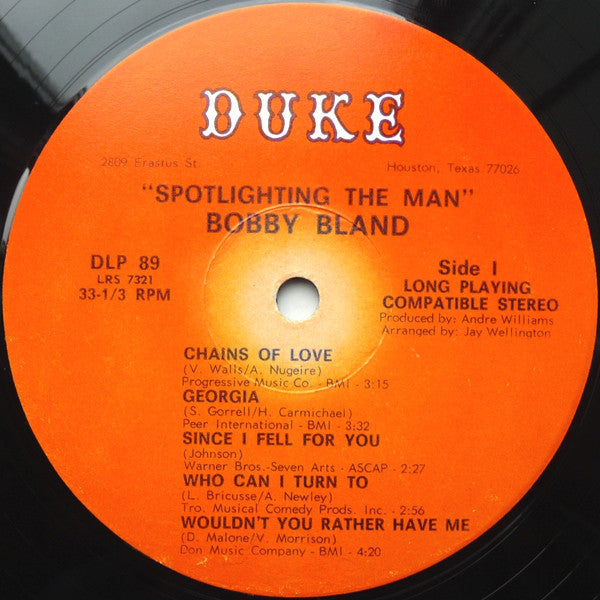 DUKE
2809 Erastus St. Houston, Texas 77026
"SPOTLIGHTING THE MAN"
BOBBY BLAND
DLP 89
LRS 7321
33-1/3 RPM
Side I
LONG PLAYING
COMPATIBLE STEREO
Produced by: Andre Williams
Arranged by: Jay Wellington
CHAINS OF LOVE
(V. Walls/A. Nugeire)
Progressive Music Co. - BMI - 3:15
GEORGIA
(S. Gorrell/H. Carmichael)
Peer International - BMI - 3:32
SINCE I FELL FOR YOU
(Johnson)
Warner Bros.-Seven Arts - ASCAP - 2:27
WHO CAN I TURN TO
(L. Bricusse/A. Newley)
Tro. Musical Comedy Prods. Inc. - 2:56
WOULDN'T YOU RATHER HAVE ME
(D. Malone/V. Morrison)
Don Music Company - BMI - 4:20